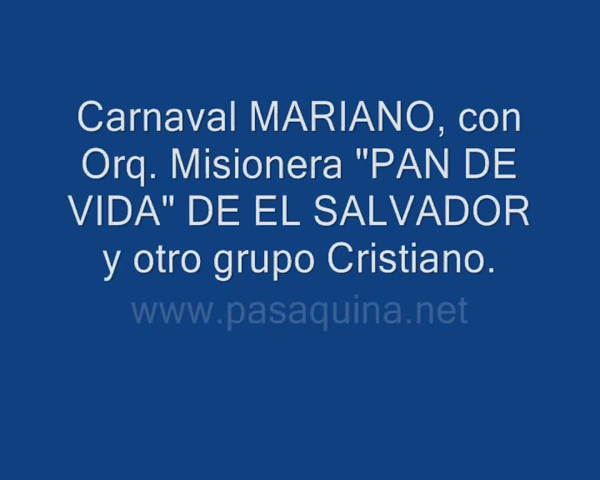 Carnaval MARIANO, con
Orq. Misionera "PAN DE
VIDA" DE EL SALVADOR
y otro grupo Cristiano.
www.pasaquina.net